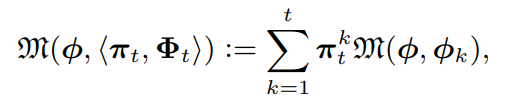 𝔐(ϕ, ⟨π_t, Φ_t⟩) := ∑_{k=1}^{t} π_t^k 𝔐(ϕ, ϕ_k),